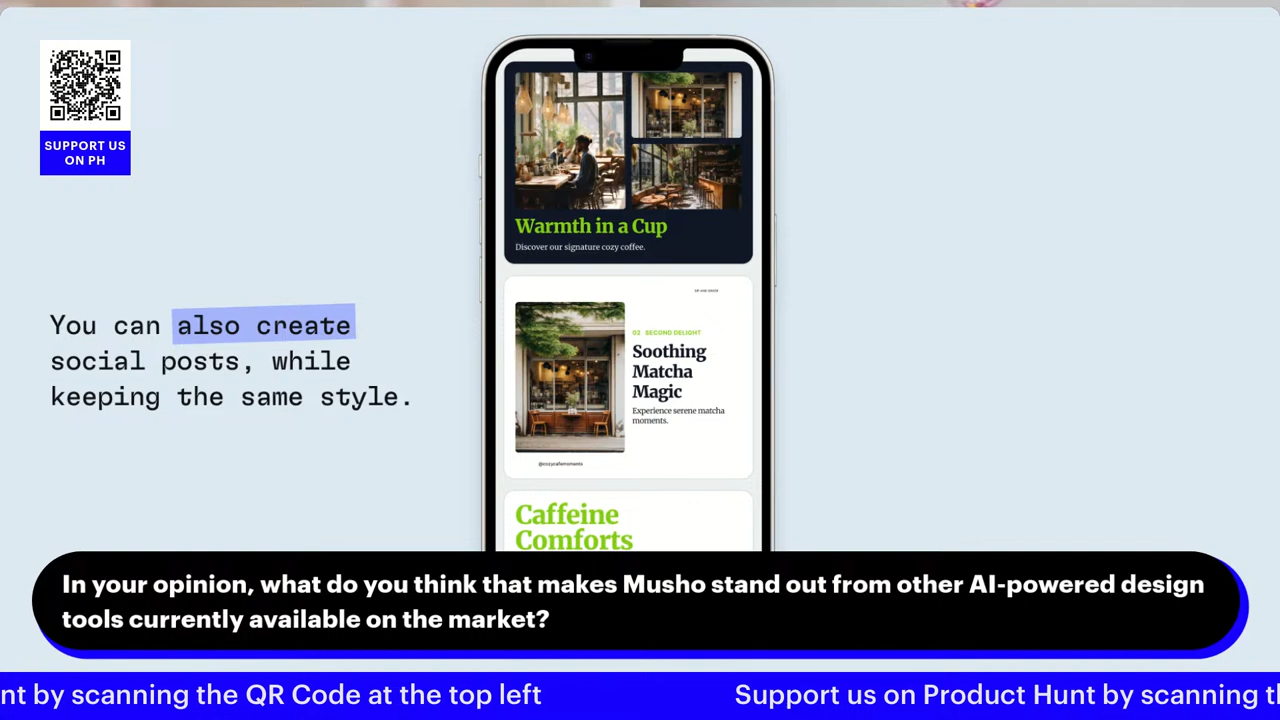 SUPPORT US
ON PH
You can also create
social posts, while
keeping the same style.
Warmth in a Cup
Discover our signature cozy coffee.
02 SECOND DELIGHT
Soothing
Matcha
Magic
Experience serene matcha
moments.
@cozycafemoments
Caffeine
Comforts
In your opinion, what do you think that makes Musho stand out from other AI-powered design
tools currently available on the market?
nt by scanning the QR Code at the top left
Support us on Product Hunt by scanning th